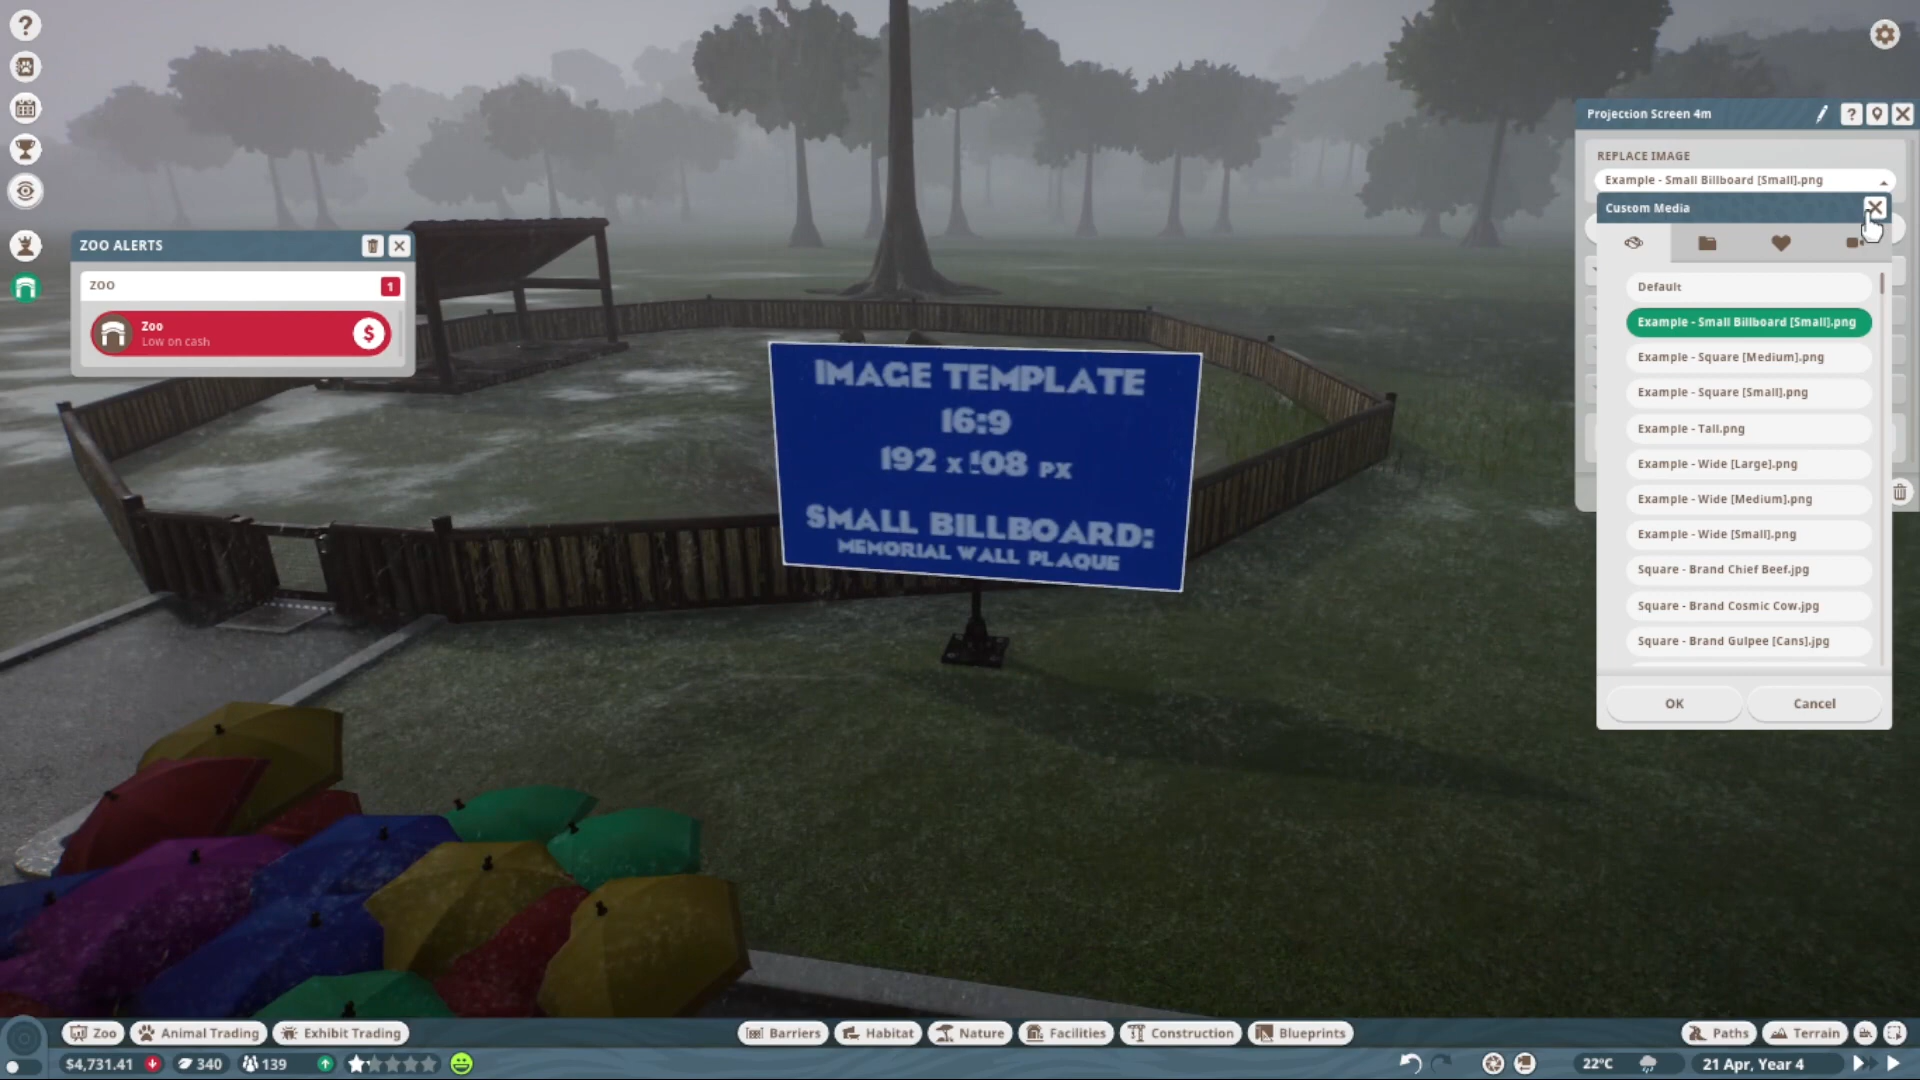 Projection Screen 4m
REPLACE IMAGE
Example - Small Billboard [Small].png
Custom Media
Default
Example - Small Billboard [Small].png
Example - Square [Medium].png
Example - Square [Small].png
Example - Tall.png
Example - Wide [Large].png
Example - Wide [Medium].png
Example - Wide [Small].png
Square - Brand Chief Beef.jpg
Square - Brand Cosmic Cow.jpg
Square - Brand Gulpee [Cans].jpg
OK
Cancel
ZOO ALERTS
ZOO
1
Zoo
Low on cash
$
IMAGE TEMPLATE
16:9
192 x 108 PX
SMALL BILLBOARD:
MEMORIAL WALL PLAQUE
Zoo
Animal Trading
Exhibit Trading
Barriers
Habitat
Nature
Facilities
Construction
Blueprints
Paths
Terrain
$4,731.41
340
139
22°C
21 Apr, Year 4